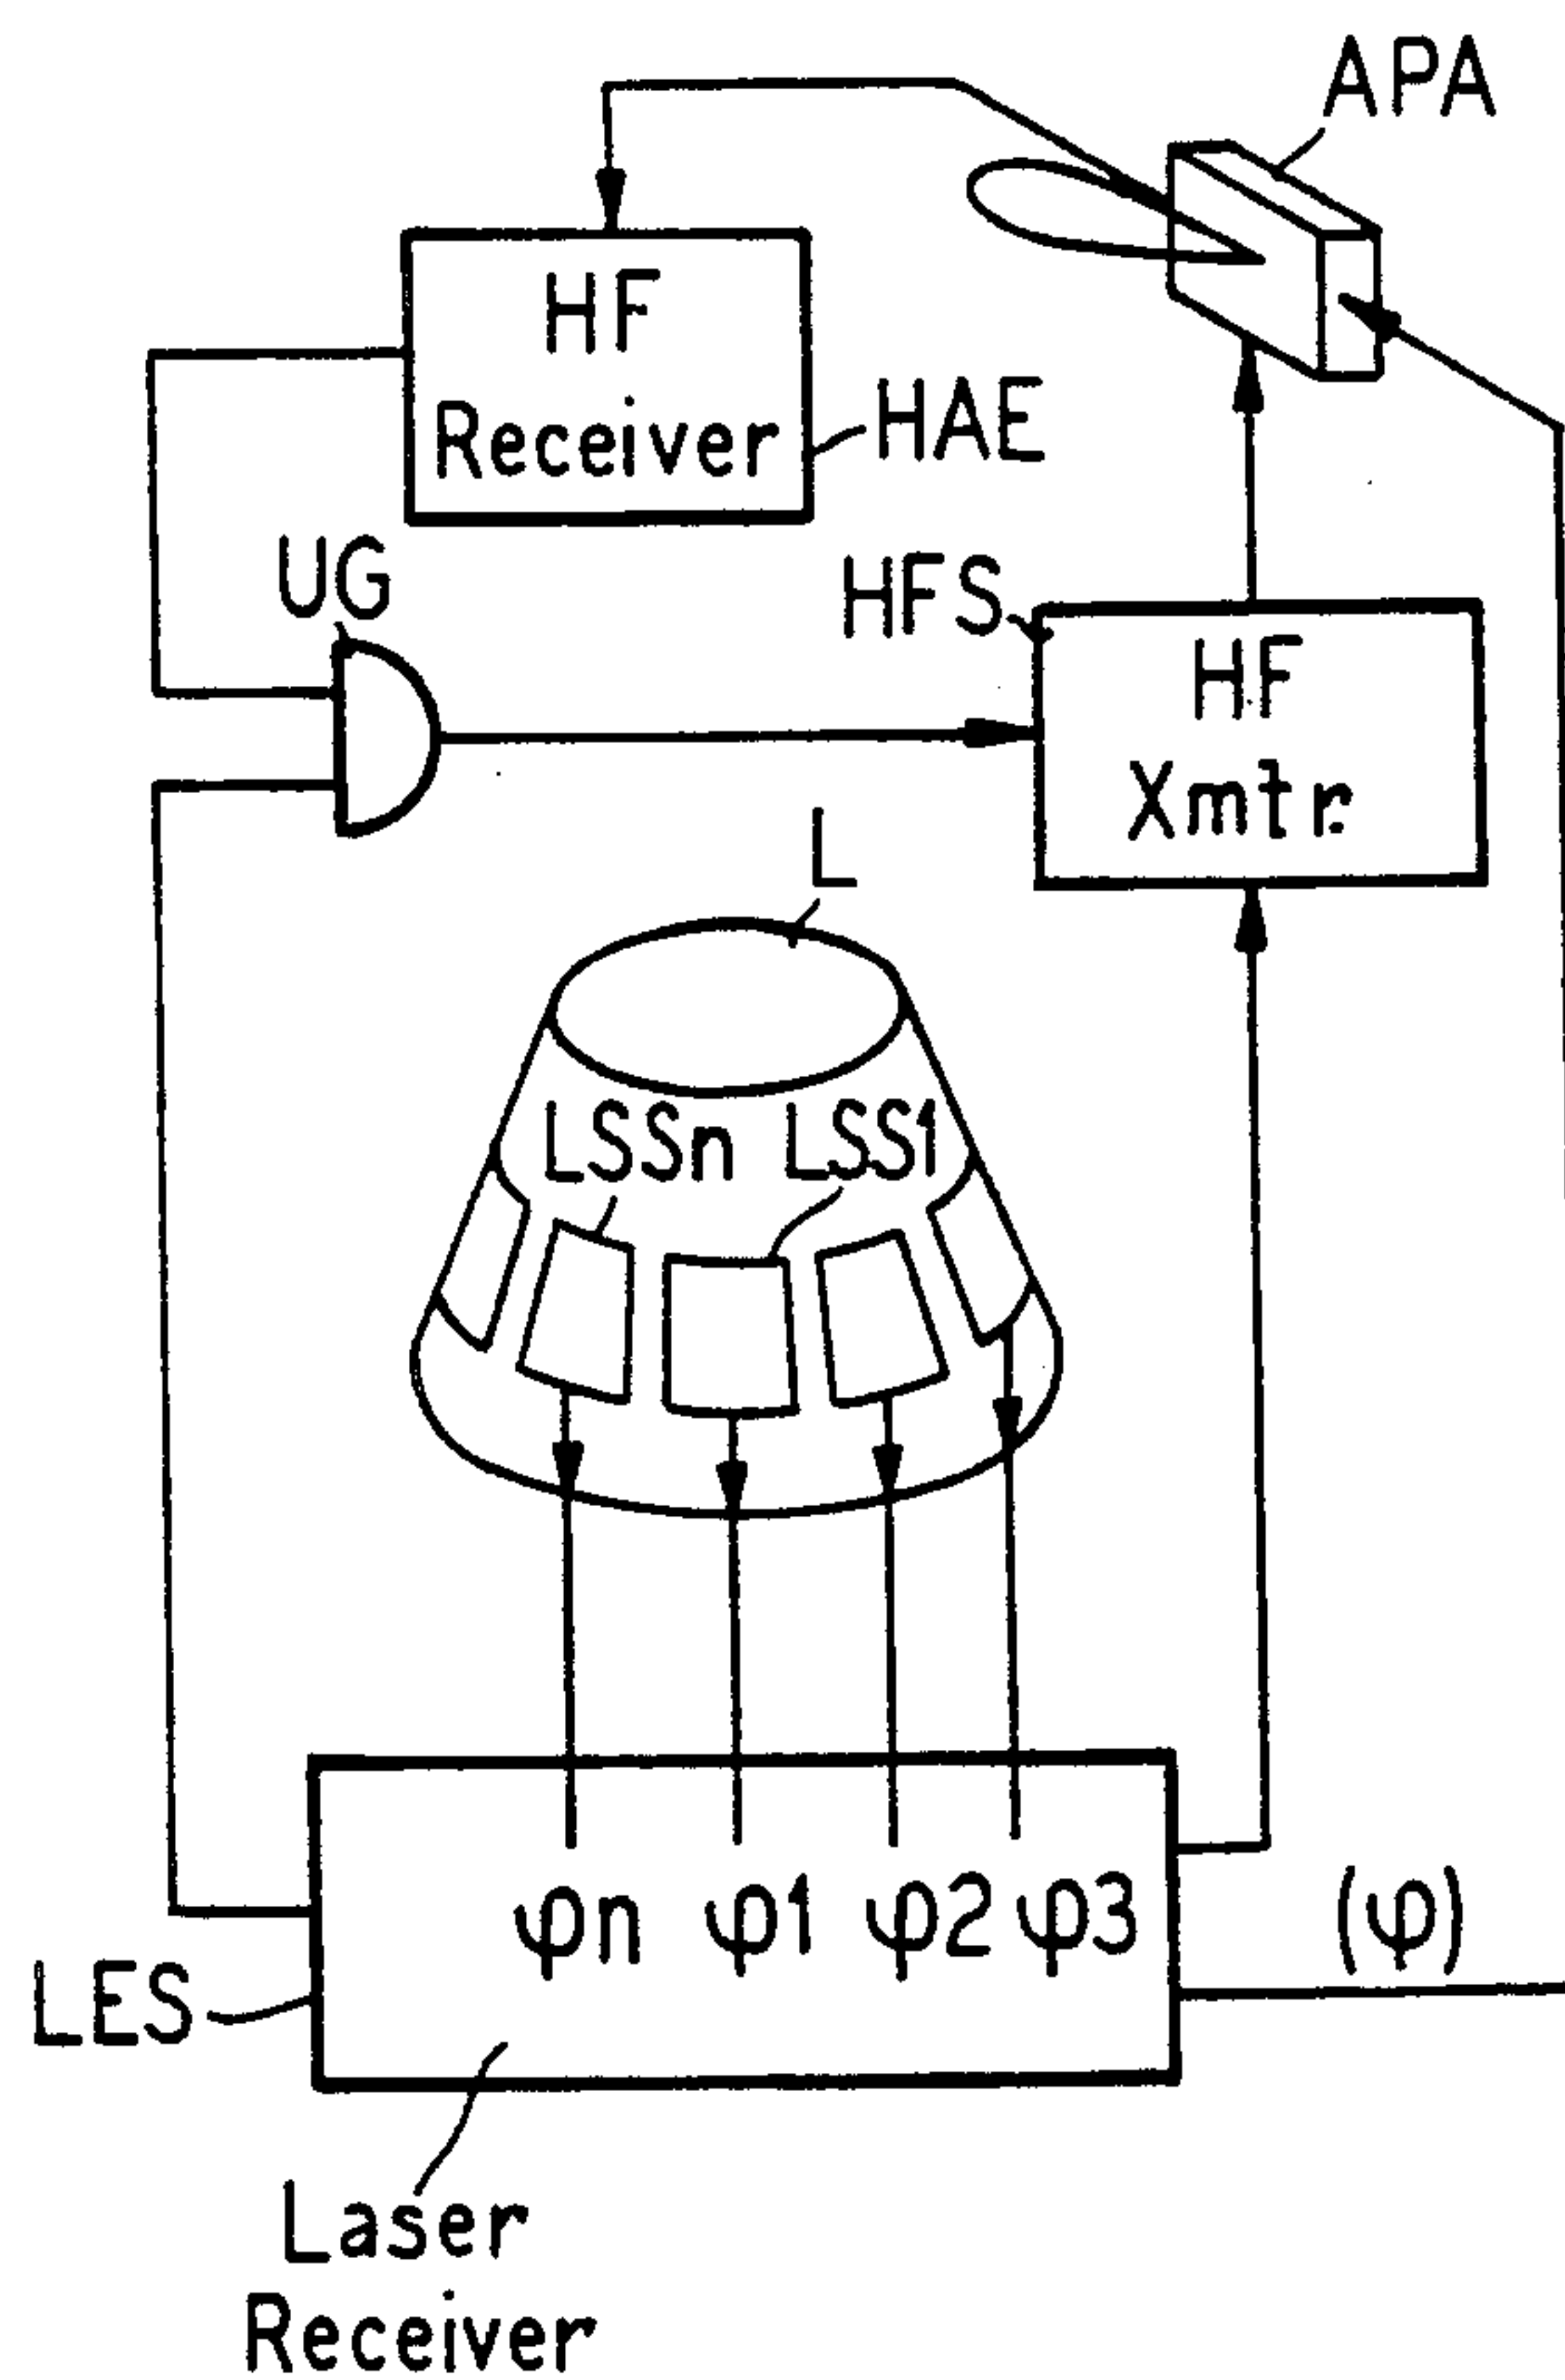 APA
HF
Receiver
HAE
UG
HFS
HF
Xmtr.
L
LSSn LSS1
φn φ1 φ2 φ3
(φ)
LES
Laser
Receiver